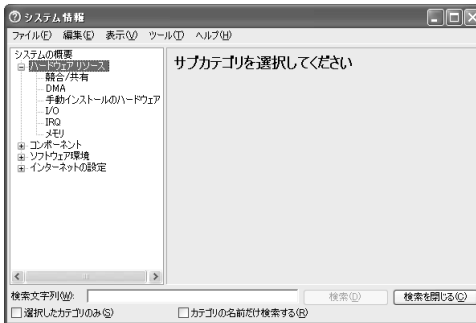 システム情報
ファイル(F) 編集(E) 表示(V) ツール(T) ヘルプ(H)
システムの概要
ハードウェア リソース
競合/共有
DMA
手動インストールのハードウェア
I/O
IRQ
メモリ
コンポーネント
ソフトウェア環境
インターネットの設定
サブカテゴリを選択してください
検索文字列(W):
検索(D)
検索を閉じる(C)
選択したカテゴリのみ(S)
カテゴリの名前だけ検索する(R)